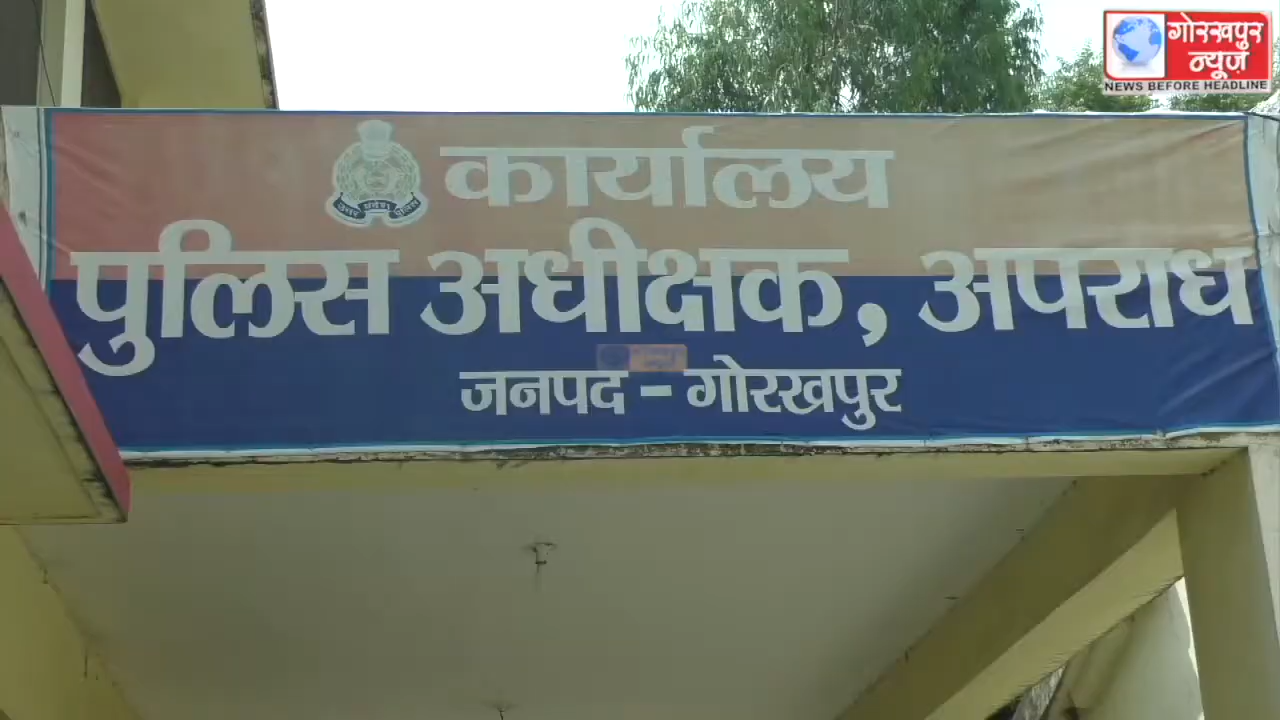 गोरखपुर
न्यूज़
NEWS BEFORE HEADLINE
कार्यालय
पुलिस अधीक्षक, अपराध
जनपद - गोरखपुर